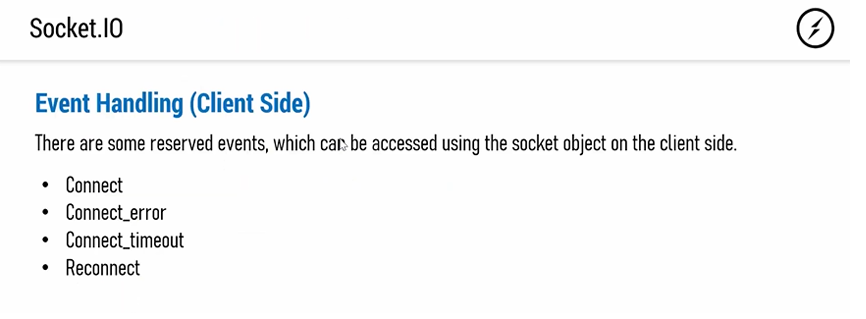 Socket.IO
Event Handling (Client Side)
There are some reserved events, which can be accessed using the socket object on the client side.
• Connect
• Connect_error
• Connect_timeout
• Reconnect